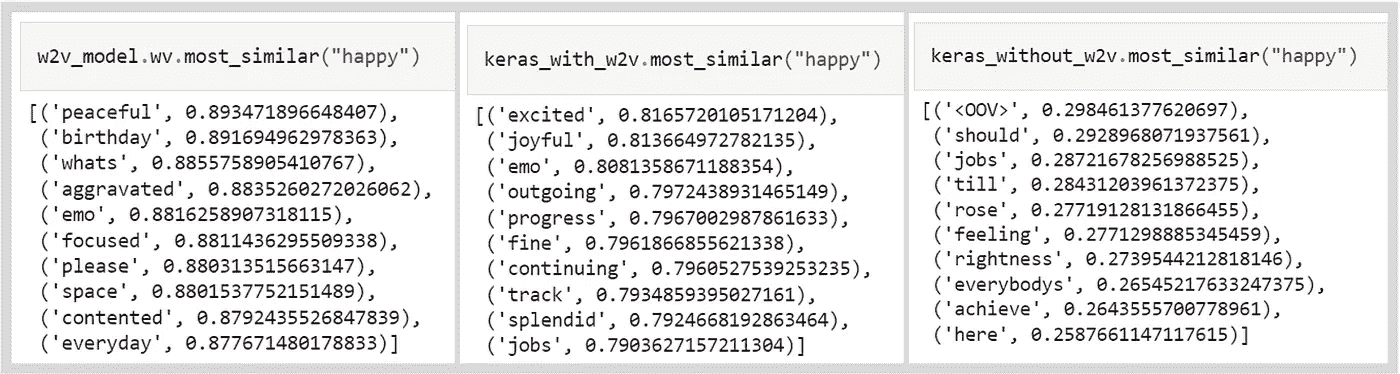 w2v_model.wv.most_similar("happy")
[('peaceful', 0.893471896648407),
('birthday', 0.891694962978363),
('whats', 0.8855758905410767),
('aggravated', 0.8835260272026062),
('emo', 0.8816258907318115),
('focused', 0.8811436295509338),
('please', 0.880313515663147),
('space', 0.8801537752151489),
('contented', 0.8792435526847839),
('everyday', 0.877671480178833)]
keras_with_w2v.most_similar("happy")
[('excited', 0.8165720105171204),
('joyful', 0.813664972782135),
('emo', 0.8081358671188354),
('outgoing', 0.7972438931465149),
('progress', 0.7967002987861633),
('fine', 0.7961866855621338),
('continuing', 0.7960527539253235),
('track', 0.7934859395027161),
('splendid', 0.7924668192863464),
('jobs', 0.7903627157211304)]
keras_without_w2v.most_similar("happy")
[('<OOV>', 0.298461377620697),
('should', 0.2928968071937561),
('jobs', 0.28721678256988525),
('till', 0.28431203961372375),
('rose', 0.27719128131866455),
('feeling', 0.2771298885345459),
('rightness', 0.2739544212818146),
('everybodys', 0.26545217633247375),
('achieve', 0.2643555700778961),
('here', 0.2587661147117615)]